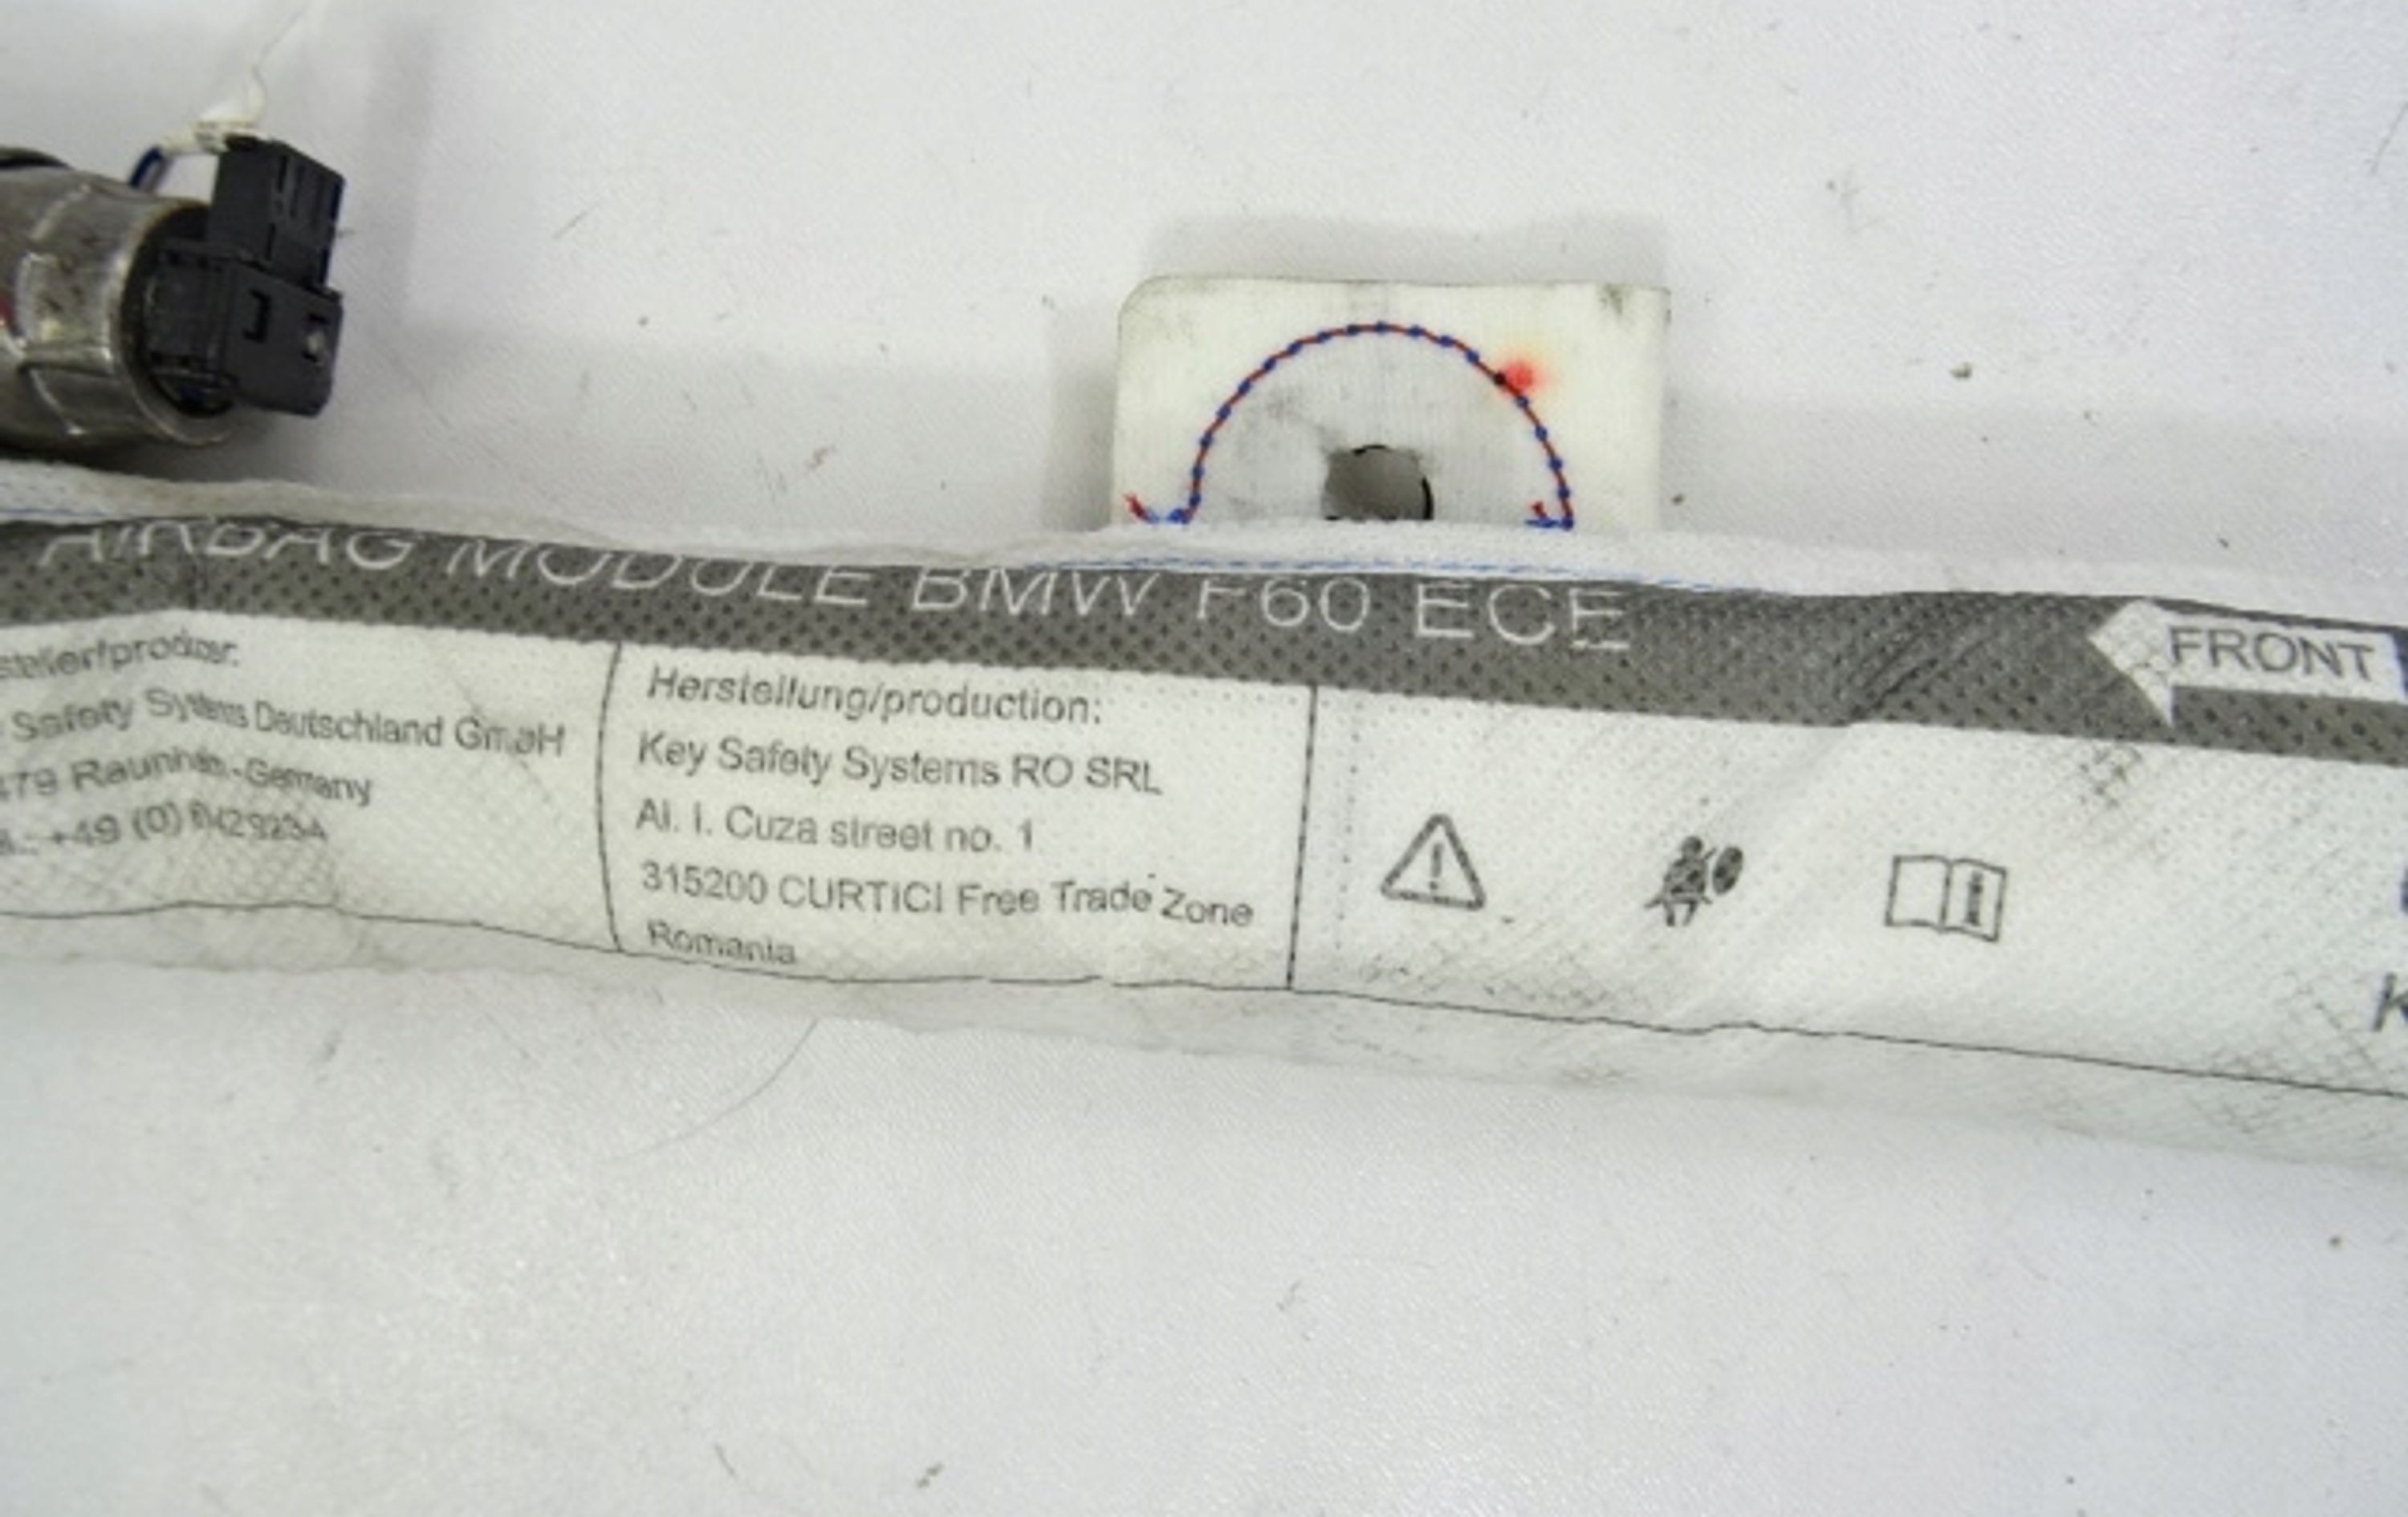 AIRBAG MODULE BMW F60 ECE
FRONT
Safety Systems Deutschland GmbH
-Germany
+49 (0)
Herstellung/production:
Key Safety Systems RO SRL
Al. I. Cuza street no. 1
315200 CURTICI Free Trade Zone
Romania